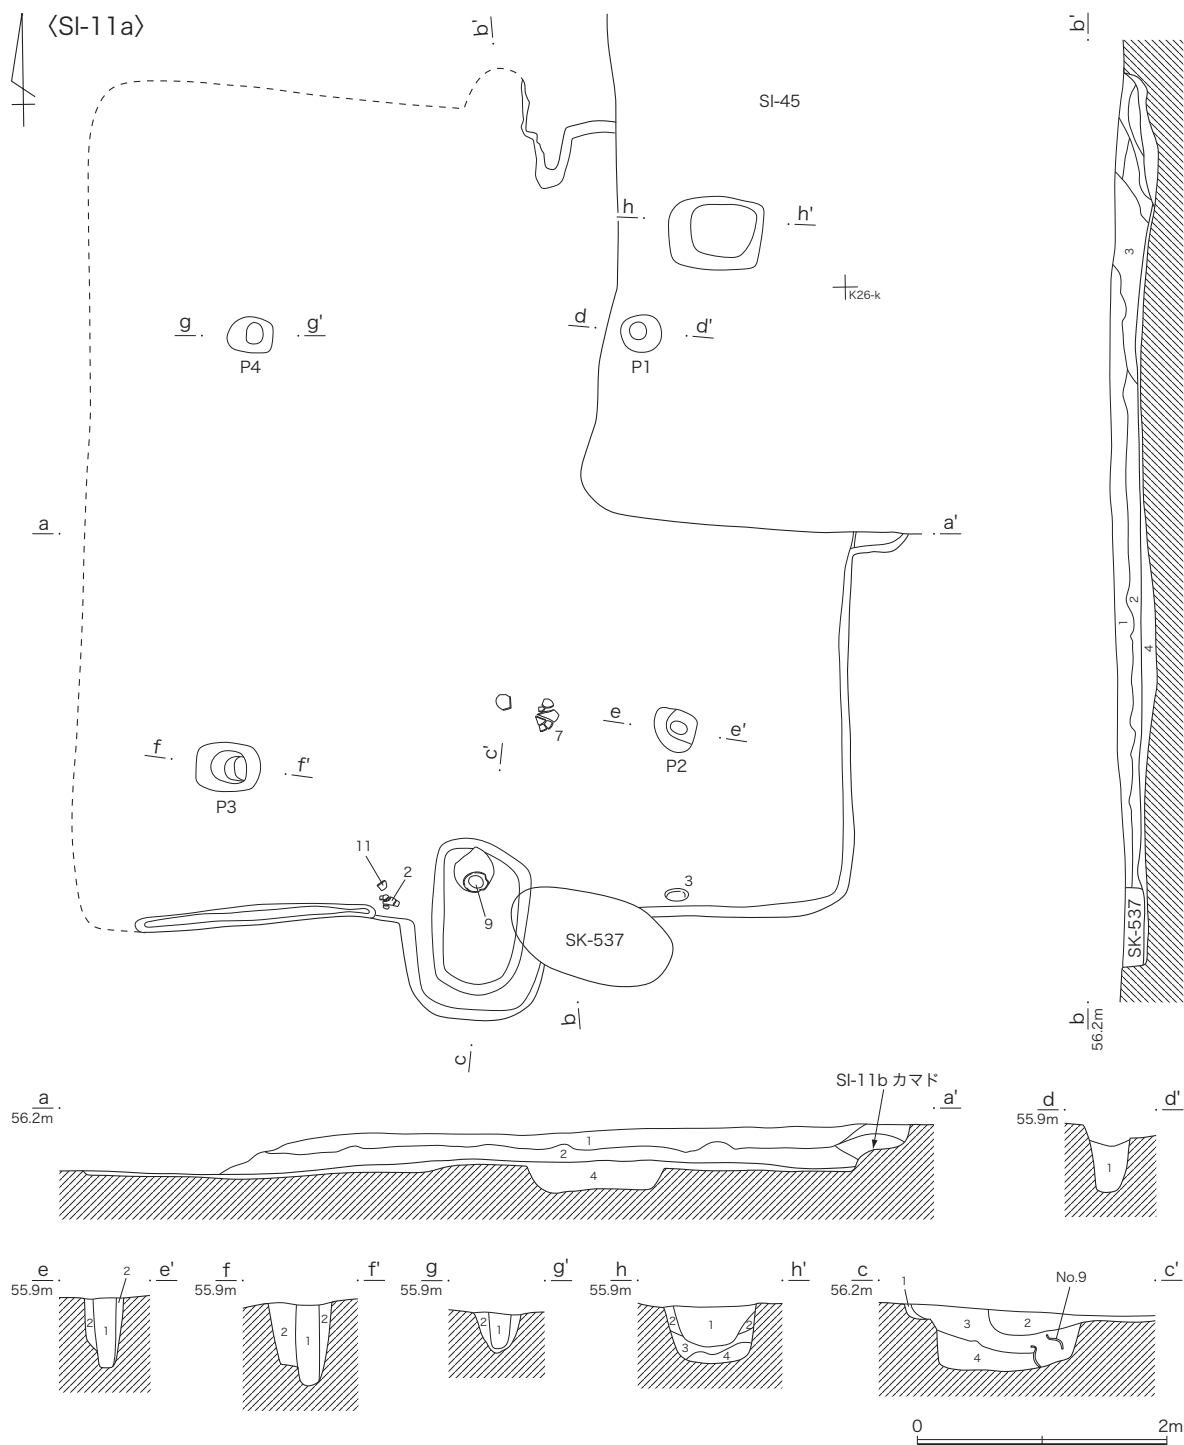 〈SI-11a〉
b'
b'
SI-45
h
h'
K26-k
g
g'
P4
d
d'
P1
3
a
a'
2
1
4
7
c'
e
e'
P2
f
f'
P3
11
2
3
9
SK-537
SK-537
b
b
56.2m
c
SI-11b カマド
a
56.2m
a'
1
2
4
d
55.9m
d'
1
e
55.9m
e'
2
2
1
f
55.9m
f'
2
1
2
g
55.9m
g'
2
1
h
55.9m
h'
2
1
2
3
4
c
56.2m
c'
1
No.9
3
2
4
0
2m